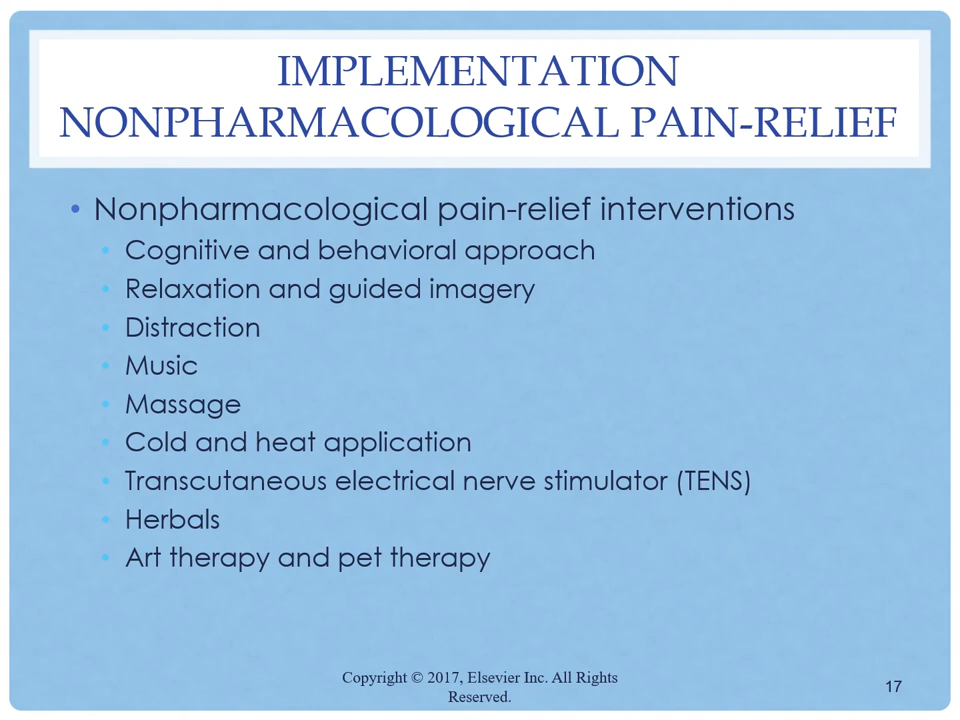 IMPLEMENTATION
NONPHARMACOLOGICAL PAIN-RELIEF
• Nonpharmacological pain-relief interventions
• Cognitive and behavioral approach
• Relaxation and guided imagery
• Distraction
• Music
• Massage
• Cold and heat application
• Transcutaneous electrical nerve stimulator (TENS)
• Herbals
• Art therapy and pet therapy
Copyright © 2017, Elsevier Inc. All Rights
Reserved.
17